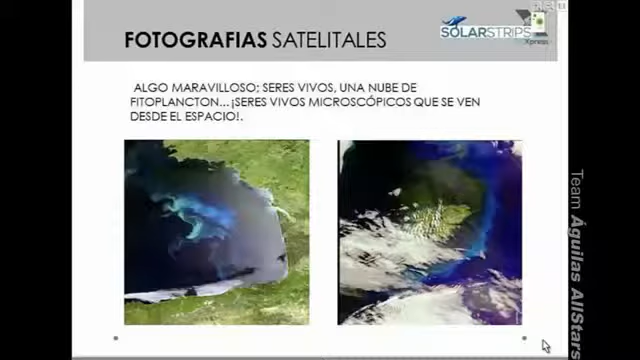 FOTOGRAFIAS SATELITALES
SOLARSTRIPS
Xpress
ALGO MARAVILLOSO; SERES VIVOS, UNA NUBE DE
FITOPLANCTON... ¡SERES VIVOS MICROSCÓPICOS QUE SE VEN
DESDE EL ESPACIO!.
Team Águilas AllStars